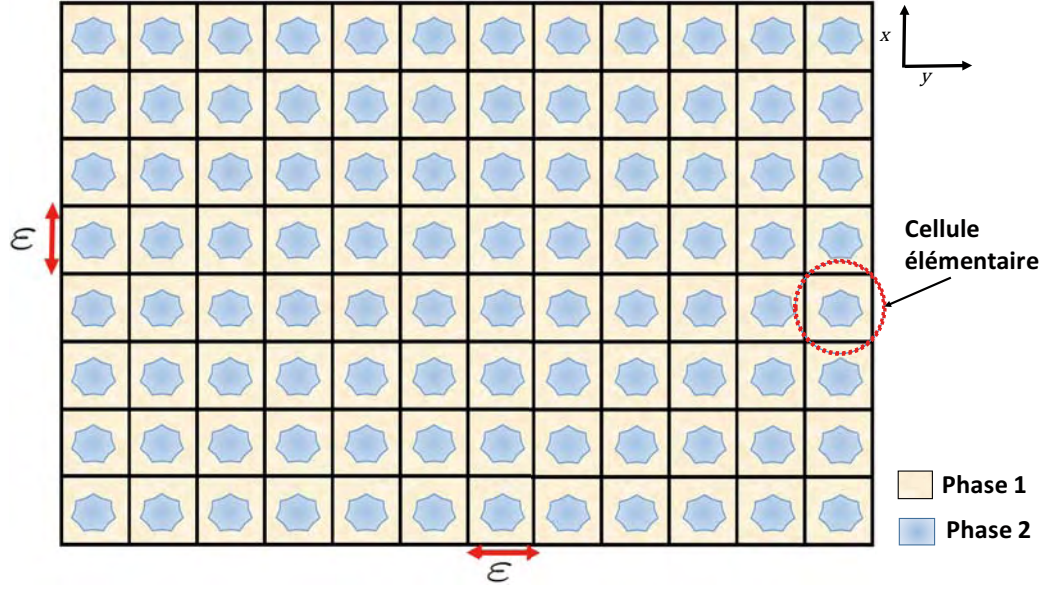 x
y
ε
Cellule
élémentaire
Phase 1
Phase 2
ε